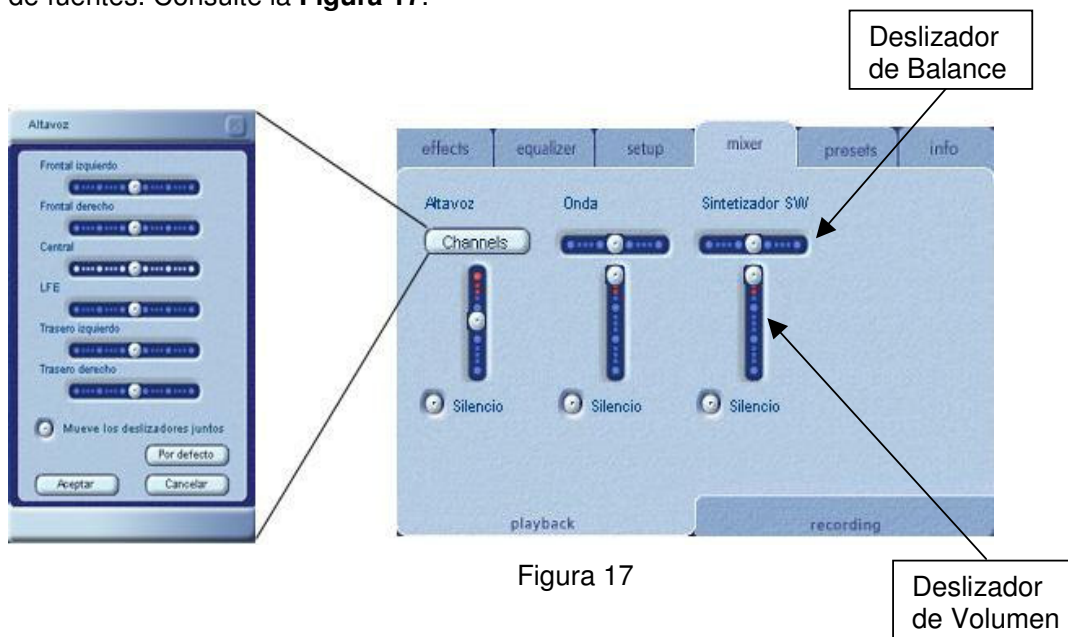 de fuentes. Consulte la Figura 17.
Deslizador
de Balance
Altavoz
Frontal izquierdo
Frontal derecho
Central
LFE
Trasero izquierdo
Trasero derecho
Mueve los deslizadores juntos
Por defecto
Aceptar
Cancelar
effects
equalizer
setup
mixer
presets
info
Altavoz
Onda
Sintetizador SW
Channels
Silencio
Silencio
Silencio
playback
recording
Figura 17
Deslizador
de Volumen